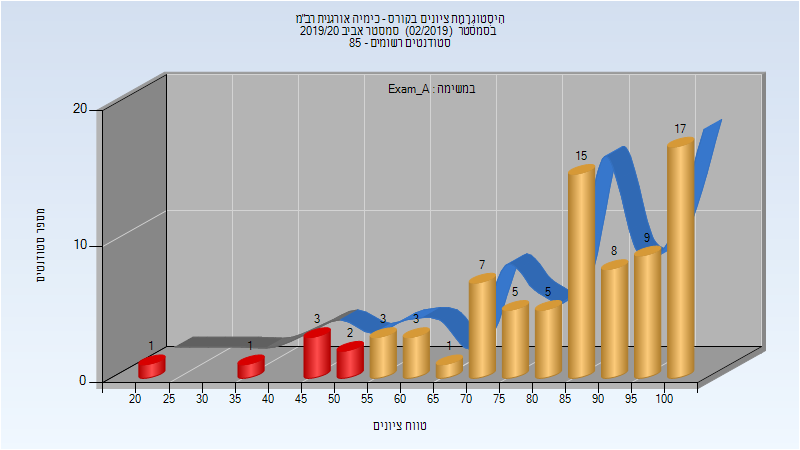 היסטוגרמת ציונים בקורס - כימיה אורגנית רב"מ
בסמסטר (02/2019) סמסטר אביב 2019/20
סטודנטים רשומים - 85
במשימה : Exam_A
מספר סטודנטים
20
10
0
1
1
3
2
3
3
1
7
5
5
15
8
9
17
20 25 30 35 40 45 50 55 60 65 70 75 80 85 90 95 100
טווח ציונים